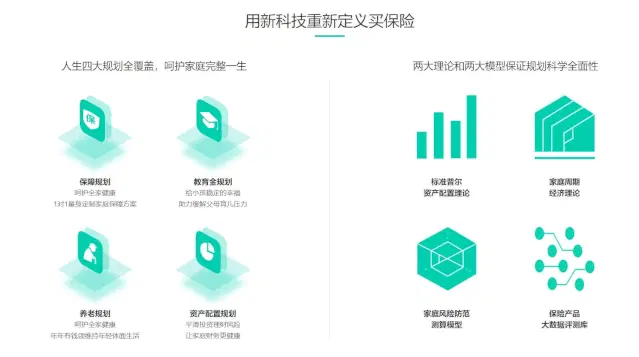 用新科技重新定义买保险
人生四大规划全覆盖，呵护家庭完整一生
保
保障规划
呵护全家健康
1对1量身定制家庭保障方案
教育金规划
给小孩稳定的幸福
助力缓解父母育儿压力
养老规划
呵护全家健康
年年有钱领维持年轻体面生活
资产配置规划
平滑投资理财风险
让家庭财务更健康
两大理论和两大模型保证规划科学全面性
标准普尔
资产配置理论
家庭周期
经济理论
家庭风险防范
测算模型
保险产品
大数据评测库